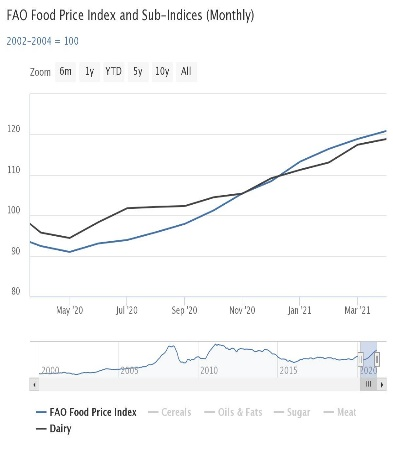 FAO Food Price Index and Sub-Indices (Monthly)
2002-2004 = 100
Zoom 6m 1y YTD 5y 10y All
120
110
100
90
80
May '20 Jul '20 Sep '20 Nov '20 Jan '21 Mar '21
2000 2005 2010 2015 2020
FAO Food Price Index Cereals Oils & Fats Sugar Meat
Dairy